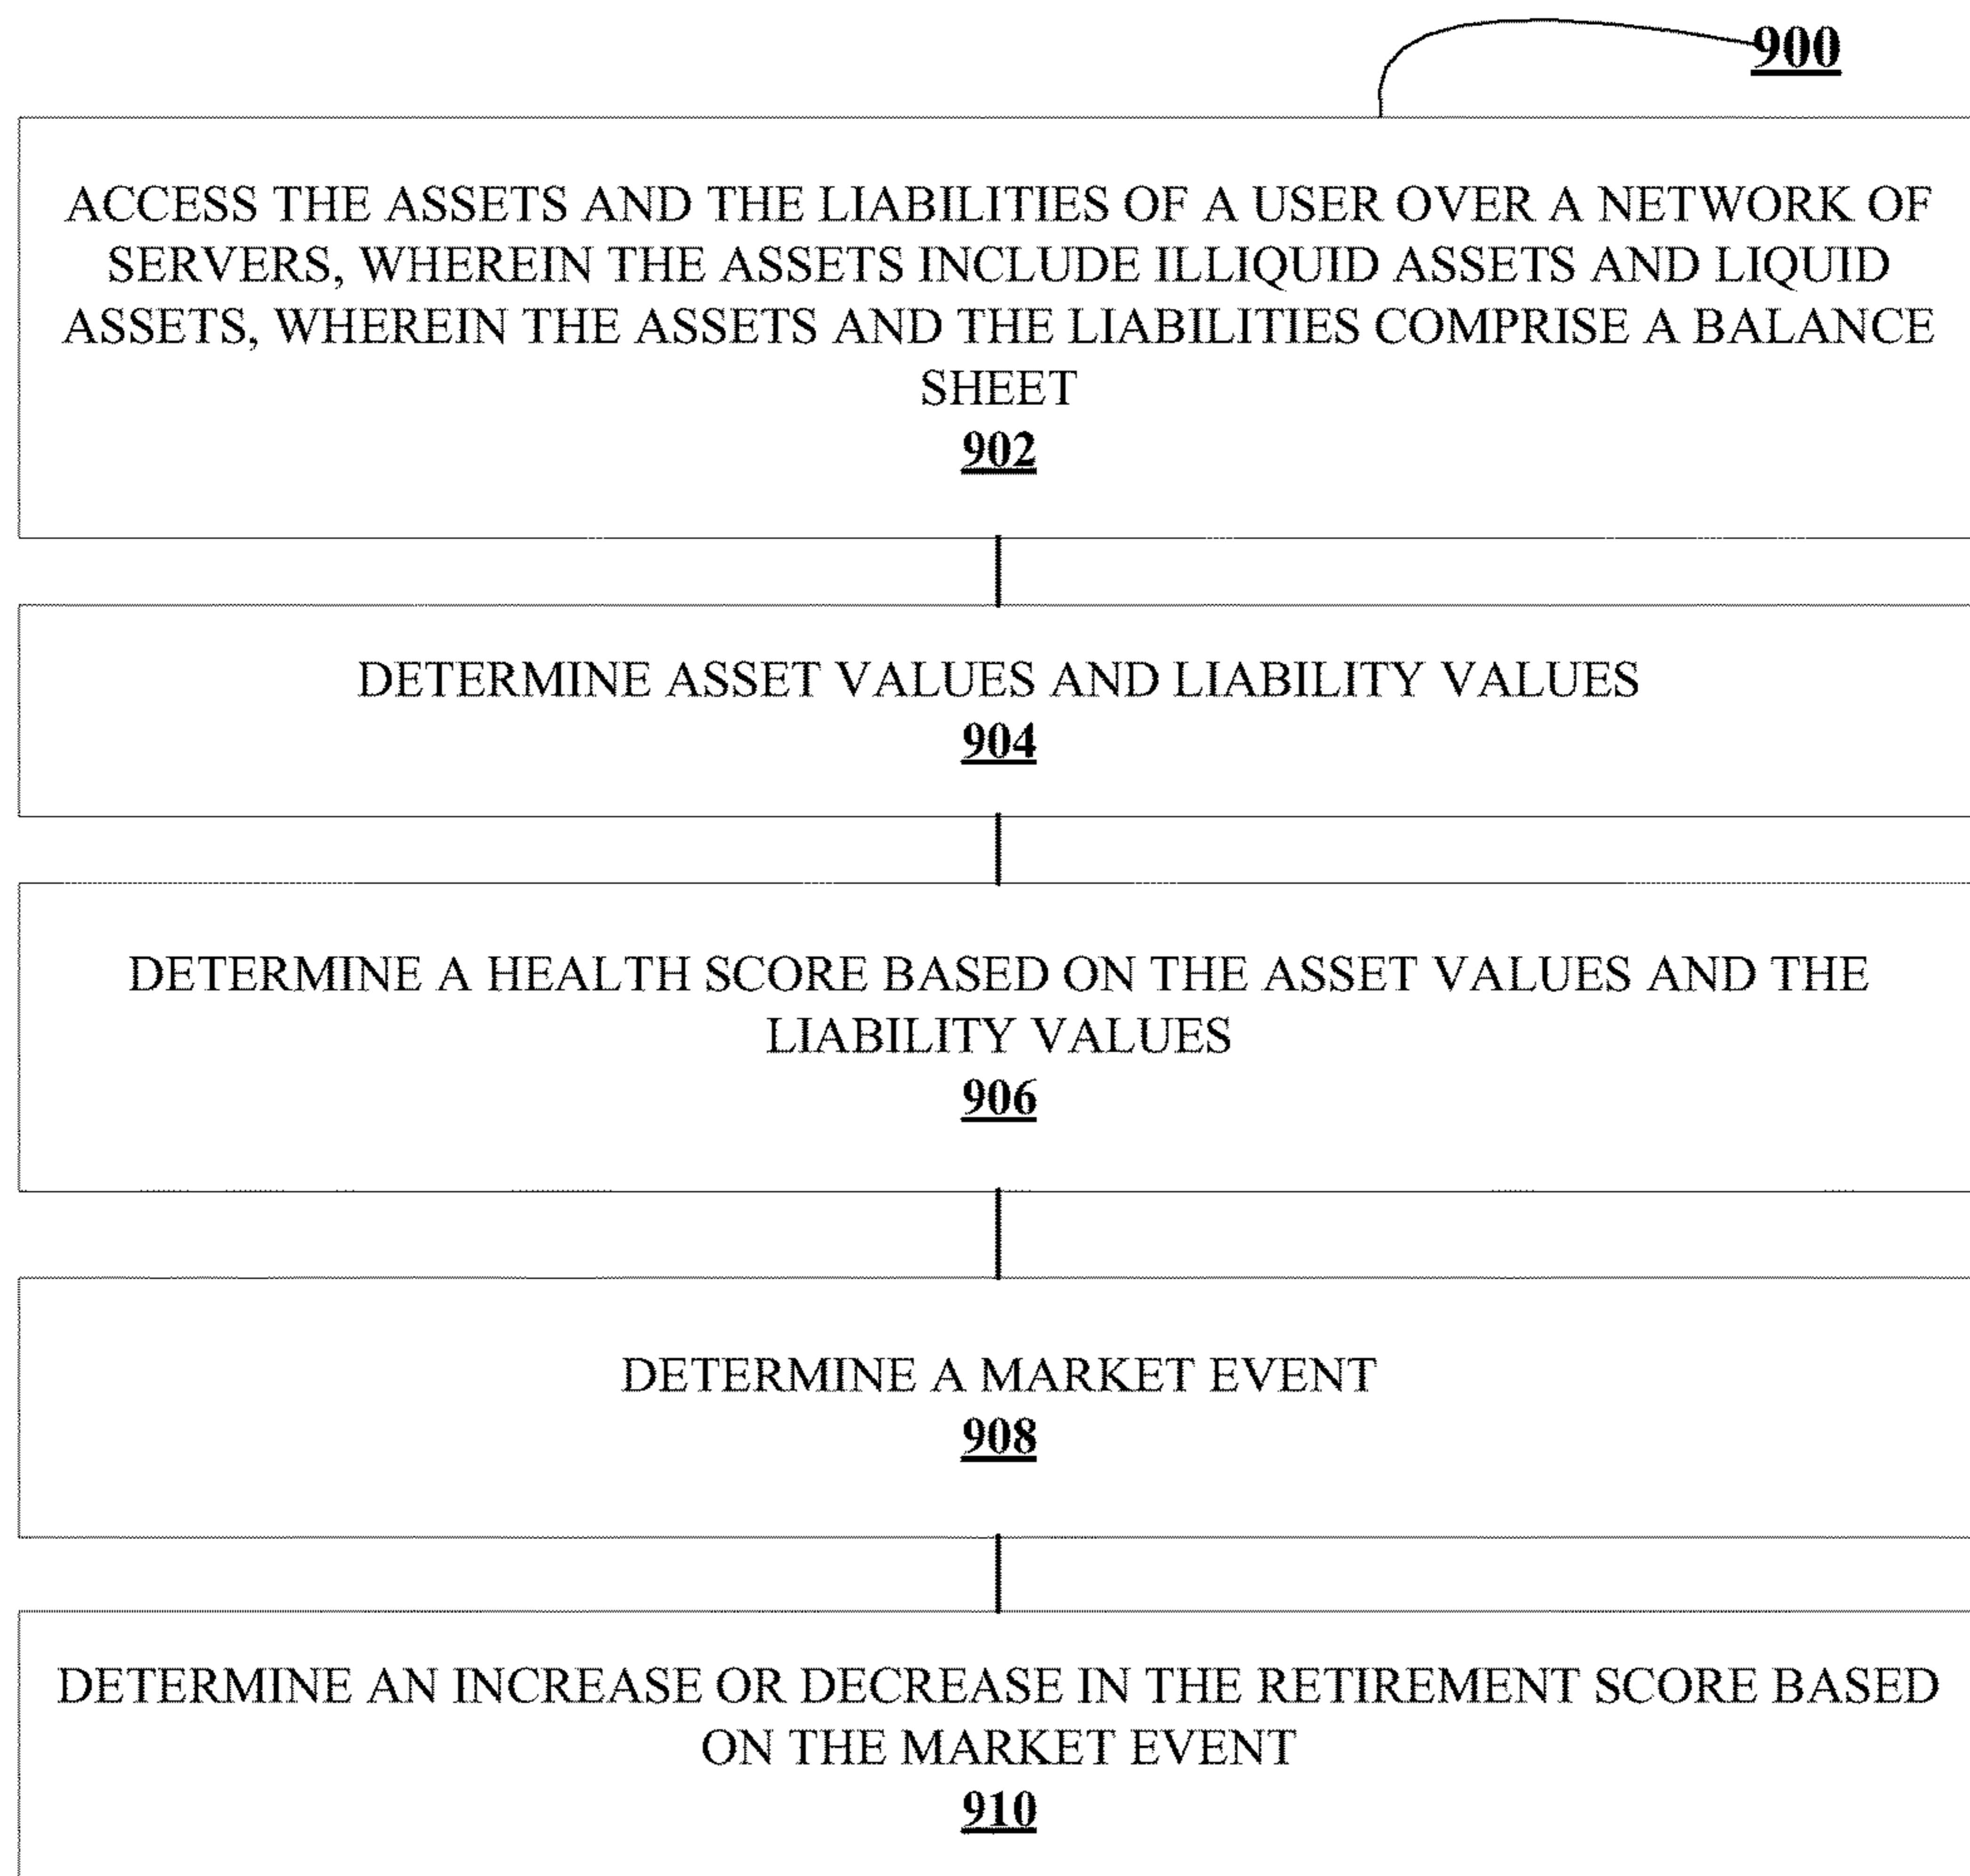 900
ACCESS THE ASSETS AND THE LIABILITIES OF A USER OVER A NETWORK OF
SERVERS, WHEREIN THE ASSETS INCLUDE ILLIQUID ASSETS AND LIQUID
ASSETS, WHEREIN THE ASSETS AND THE LIABILITIES COMPRISE A BALANCE
SHEET
902
DETERMINE ASSET VALUES AND LIABILITY VALUES
904
DETERMINE A HEALTH SCORE BASED ON THE ASSET VALUES AND THE
LIABILITY VALUES
906
DETERMINE A MARKET EVENT
908
DETERMINE AN INCREASE OR DECREASE IN THE RETIREMENT SCORE BASED
ON THE MARKET EVENT
910